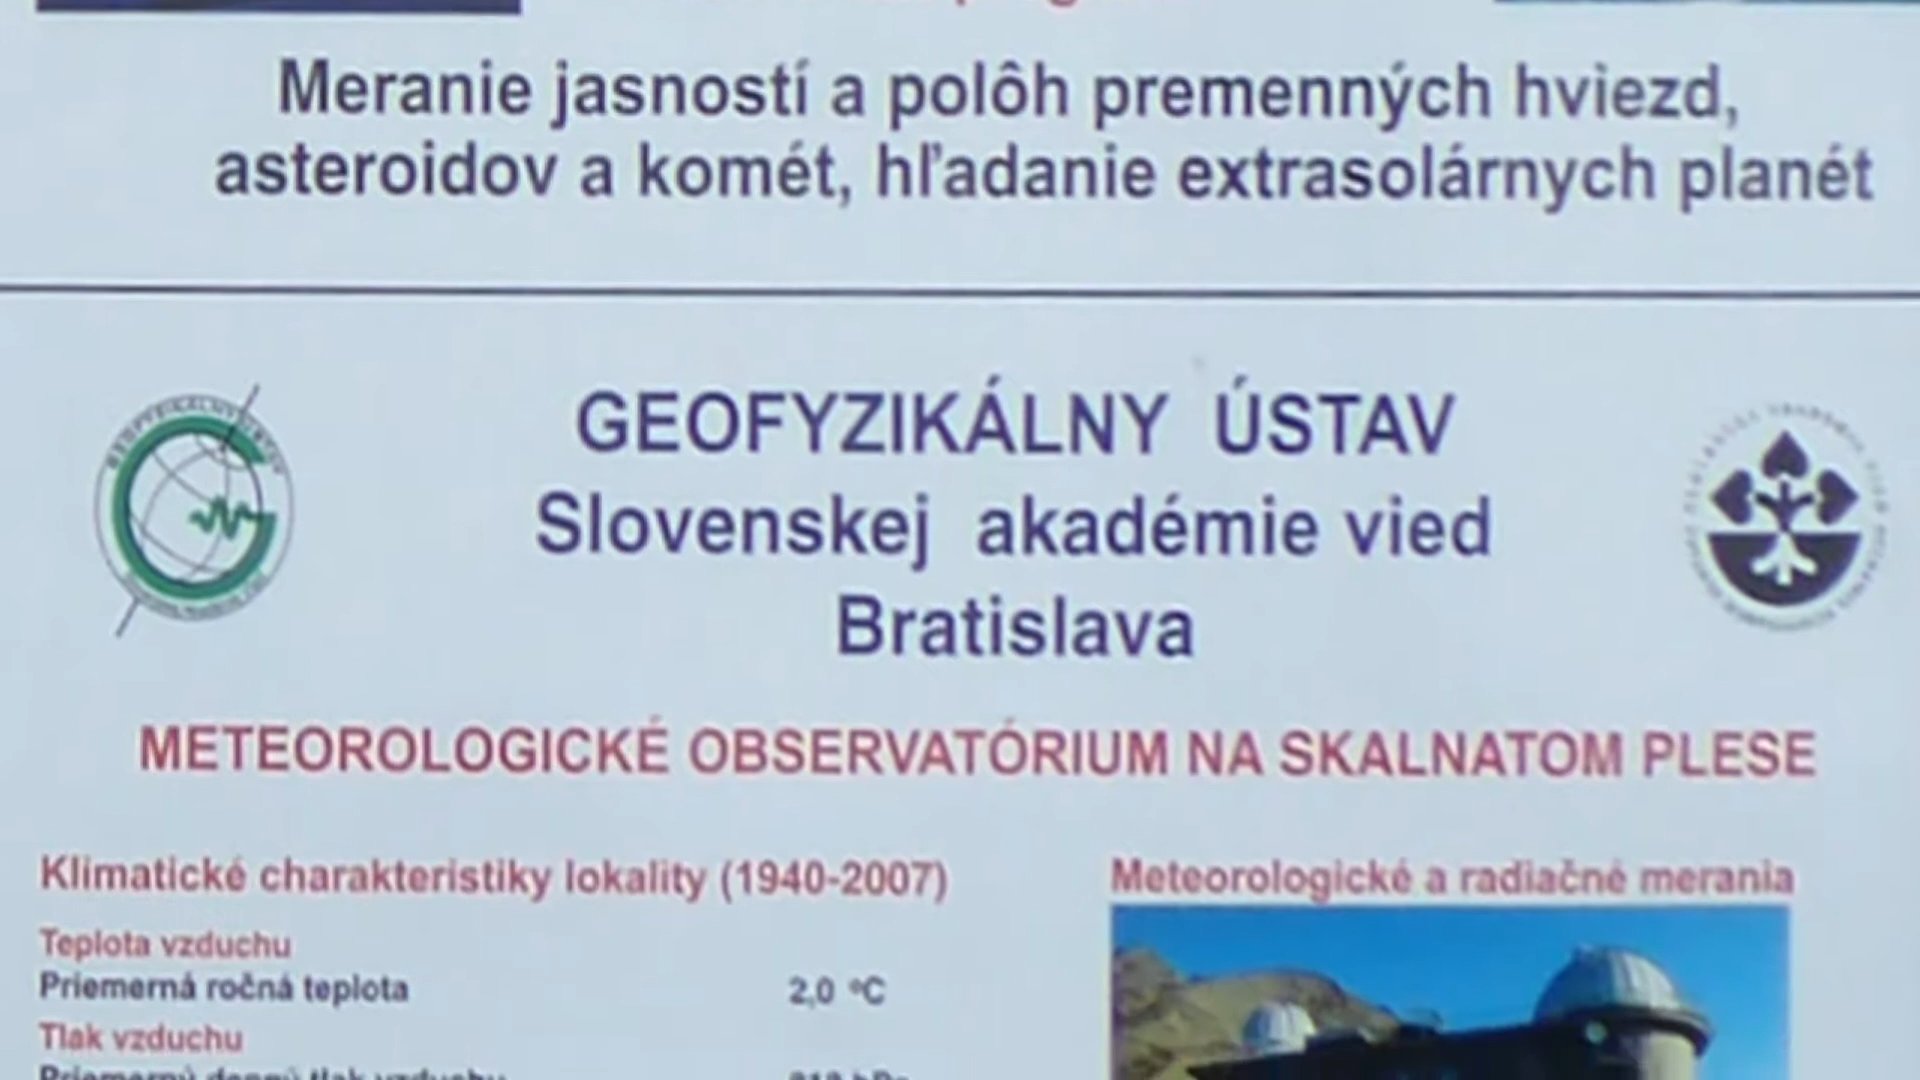 Meranie jasností a polôh premenných hviezd,
asteroidov a komét, hľadanie extrasolárnych planét
GEOFYZIKÁLNY ÚSTAV
Slovenskej akadémie vied
Bratislava
METEOROLOGICKÉ OBSERVATÓRIUM NA SKALNATOM PLESE
Klimatické charakteristiky lokality (1940-2007)
Meteorologické a radiačné merania
Teplota vzduchu
Priemerná ročná teplota 2,0 ºC
Tlak vzduchu